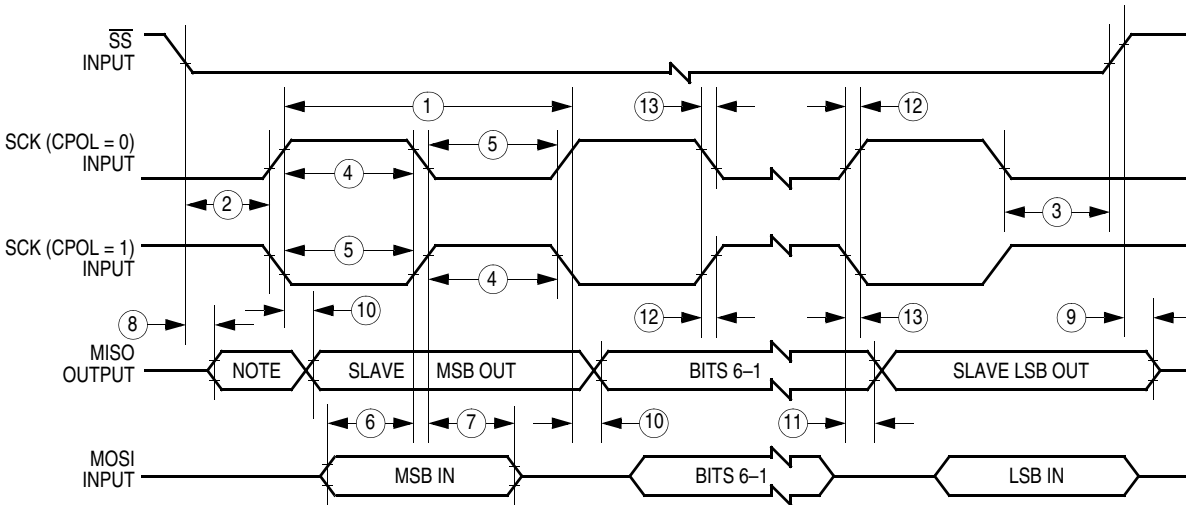 SS
INPUT
1
13
12
SCK (CPOL = 0)
INPUT
5
4
2
3
SCK (CPOL = 1)
INPUT
5
4
8
10
12
13
9
MISO
OUTPUT
NOTE
SLAVE MSB OUT
BITS 6–1
SLAVE LSB OUT
6
7
10
11
MOSI
INPUT
MSB IN
BITS 6–1
LSB IN